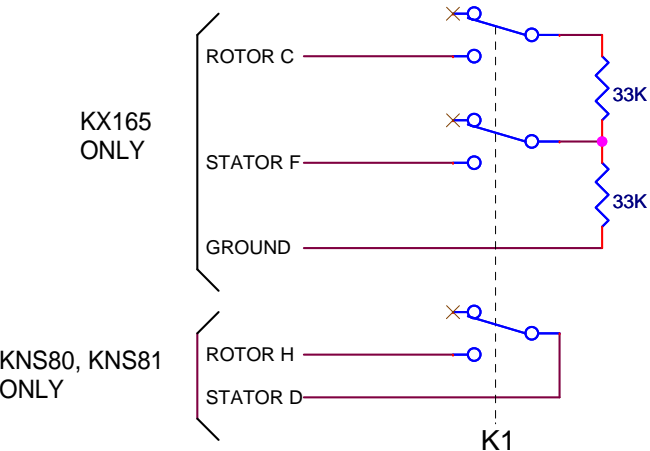 ROTOR C
33K
KX165
ONLY
STATOR F
33K
GROUND
KNS80, KNS81
ONLY
ROTOR H
STATOR D
K1